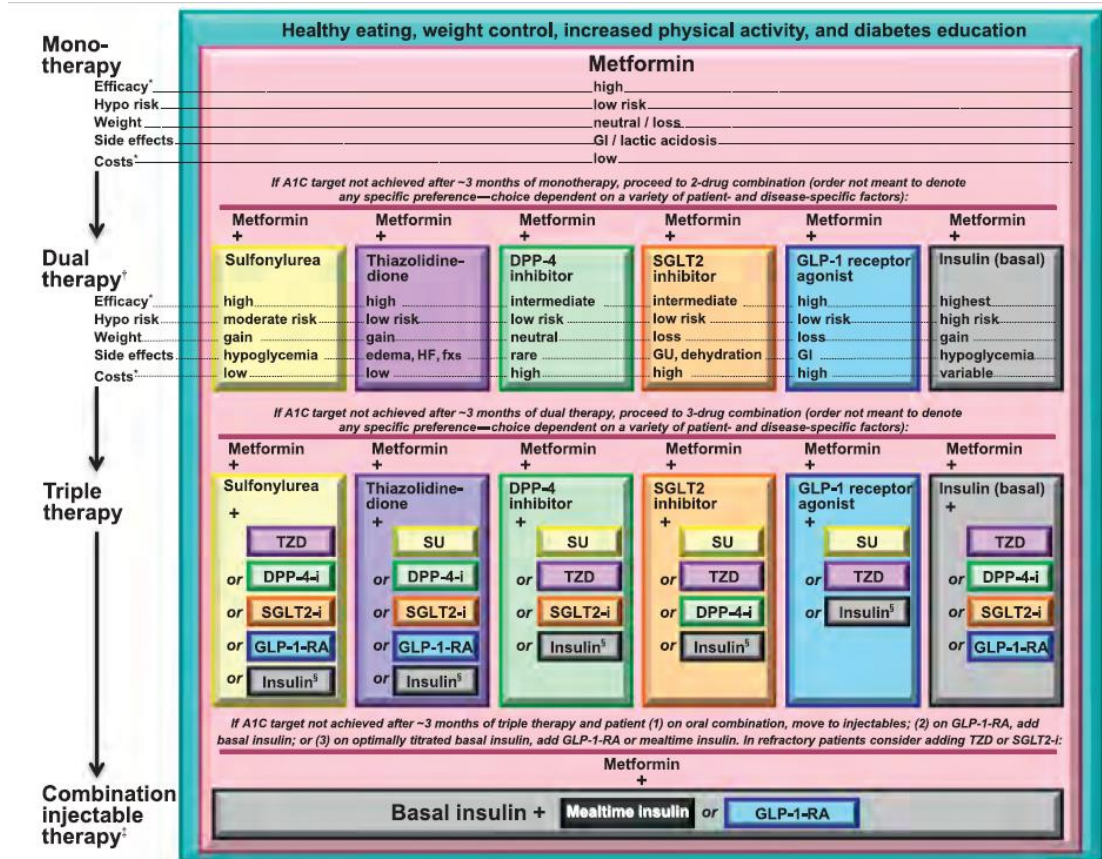 Healthy eating, weight control, increased physical activity, and diabetes education
Mono-
therapy
Metformin
Efficacy* high
Hypo risk low risk
Weight neutral / loss
Side effects GI / lactic acidosis
Costs* low
If A1C target not achieved after ~3 months of monotherapy, proceed to 2-drug combination (order not meant to denote
any specific preference—choice dependent on a variety of patient- and disease-specific factors):
Metformin Metformin Metformin Metformin Metformin Metformin
+ + + + + +
Dual
therapy†
Sulfonylurea
Thiazolidine-
dione
DPP-4
inhibitor
SGLT2
inhibitor
GLP-1 receptor
agonist
Insulin (basal)
Efficacy* high high intermediate intermediate high highest
Hypo risk moderate risk low risk low risk low risk low risk high risk
Weight gain gain neutral loss loss gain
Side effects hypoglycemia edema, HF, fxs rare GU, dehydration GI hypoglycemia
Costs* low low high high high variable
If A1C target not achieved after ~3 months of dual therapy, proceed to 3-drug combination (order not meant to denote
any specific preference—choice dependent on a variety of patient- and disease-specific factors):
Metformin Metformin Metformin Metformin Metformin Metformin
+ + + + + +
Triple
therapy
Sulfonylurea
+
TZD
or DPP-4-i
or SGLT2-i
or GLP-1-RA
or Insulin§
Thiazolidine-
dione
+
SU
or DPP-4-i
or SGLT2-i
or GLP-1-RA
or Insulin§
DPP-4
inhibitor
+
SU
or TZD
or SGLT2-i
or Insulin§
SGLT2
inhibitor
+
SU
or TZD
or DPP-4-i
or Insulin§
GLP-1 receptor
agonist
+
SU
or TZD
or Insulin§
Insulin (basal)
+
TZD
or DPP-4-i
or SGLT2-i
or GLP-1-RA
If A1C target not achieved after ~3 months of triple therapy and patient (1) on oral combination, move to injectables; (2) on GLP-1-RA, add
basal insulin; or (3) on optimally titrated basal insulin, add GLP-1-RA or mealtime insulin. In refractory patients consider adding TZD or SGLT2-i:
Metformin
+
Combination
injectable
therapy‡
Basal insulin + Mealtime insulin or GLP-1-RA